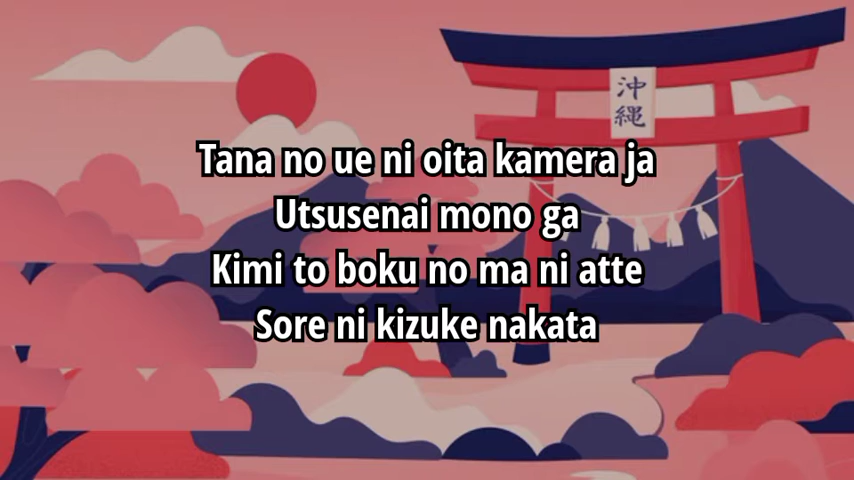 沖
縄
Tana no ue ni oita kamera ja
Utsusenai mono ga
Kimi to boku no ma ni atte
Sore ni kizuke nakata